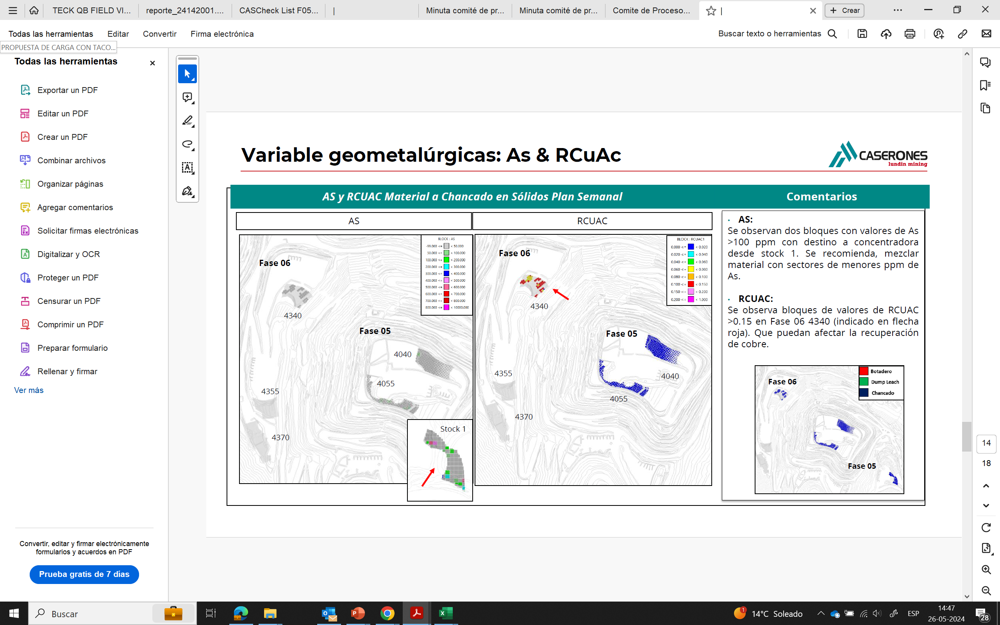 TECK QB FIELD VI...
reporte_24142001....
CASCheck List F05...
Minuta comité de pr...
Minuta comité de pr...
Comite de Proceso...
Crear
Todas las herramientas
Editar
Convertir
Firma electrónica
Buscar texto o herramientas
PROPUESTA DE CARGA CON TACO...
Todas las herramientas
Exportar un PDF
Editar un PDF
Crear un PDF
Combinar archivos
Organizar páginas
Agregar comentarios
Solicitar firmas electrónicas
Digitalizar y OCR
Proteger un PDF
Censurar un PDF
Comprimir un PDF
Preparar formulario
Rellenar y firmar
Ver más
Convertir, editar y firmar electrónicamente
formularios y acuerdos en PDF
Prueba gratis de 7 días
Variable geometalúrgicas: As & RCuAc
CASERONES
lundin mining
AS y RCUAC Material a Chancado en Sólidos Plan Semanal
Comentarios
AS
RCUAC
BLOCK : AS
-99.000 <= < 50.000
50.000 <= < 100.000
100.000 <= < 200.000
200.000 <= < 300.000
300.000 <= < 400.000
400.000 <= < 500.000
500.000 <= < 600.000
600.000 <= < 700.000
700.000 <= < 800.000
800.000 <= < 10000.000
Fase 06
4340
Fase 05
4040
4055
4355
4370
Stock 1
BLOCK : RCUAC1
0.000 <= < 0.020
0.020 <= < 0.040
0.040 <= < 0.060
0.060 <= < 0.080
0.080 <= < 0.100
0.100 <= < 0.150
0.150 <= < 0.200
0.200 <= < 1.000
Fase 06
4340
Fase 05
4355
4040
4055
4370
• AS:
Se observan dos bloques con valores de As
>100 ppm con destino a concentradora
desde stock 1. Se recomienda, mezclar
material con sectores de menores ppm de
As.
• RCUAC:
Se observa bloques de valores de RCUAC
>0.15 en Fase 06 4340 (indicado en flecha
roja). Que puedan afectar la recuperación
de cobre.
Botadero
Dump Leach
Chancado
Fase 06
Fase 05
14
18
Buscar
1
14°C Soleado
ESP
14:47
26-05-2024
28